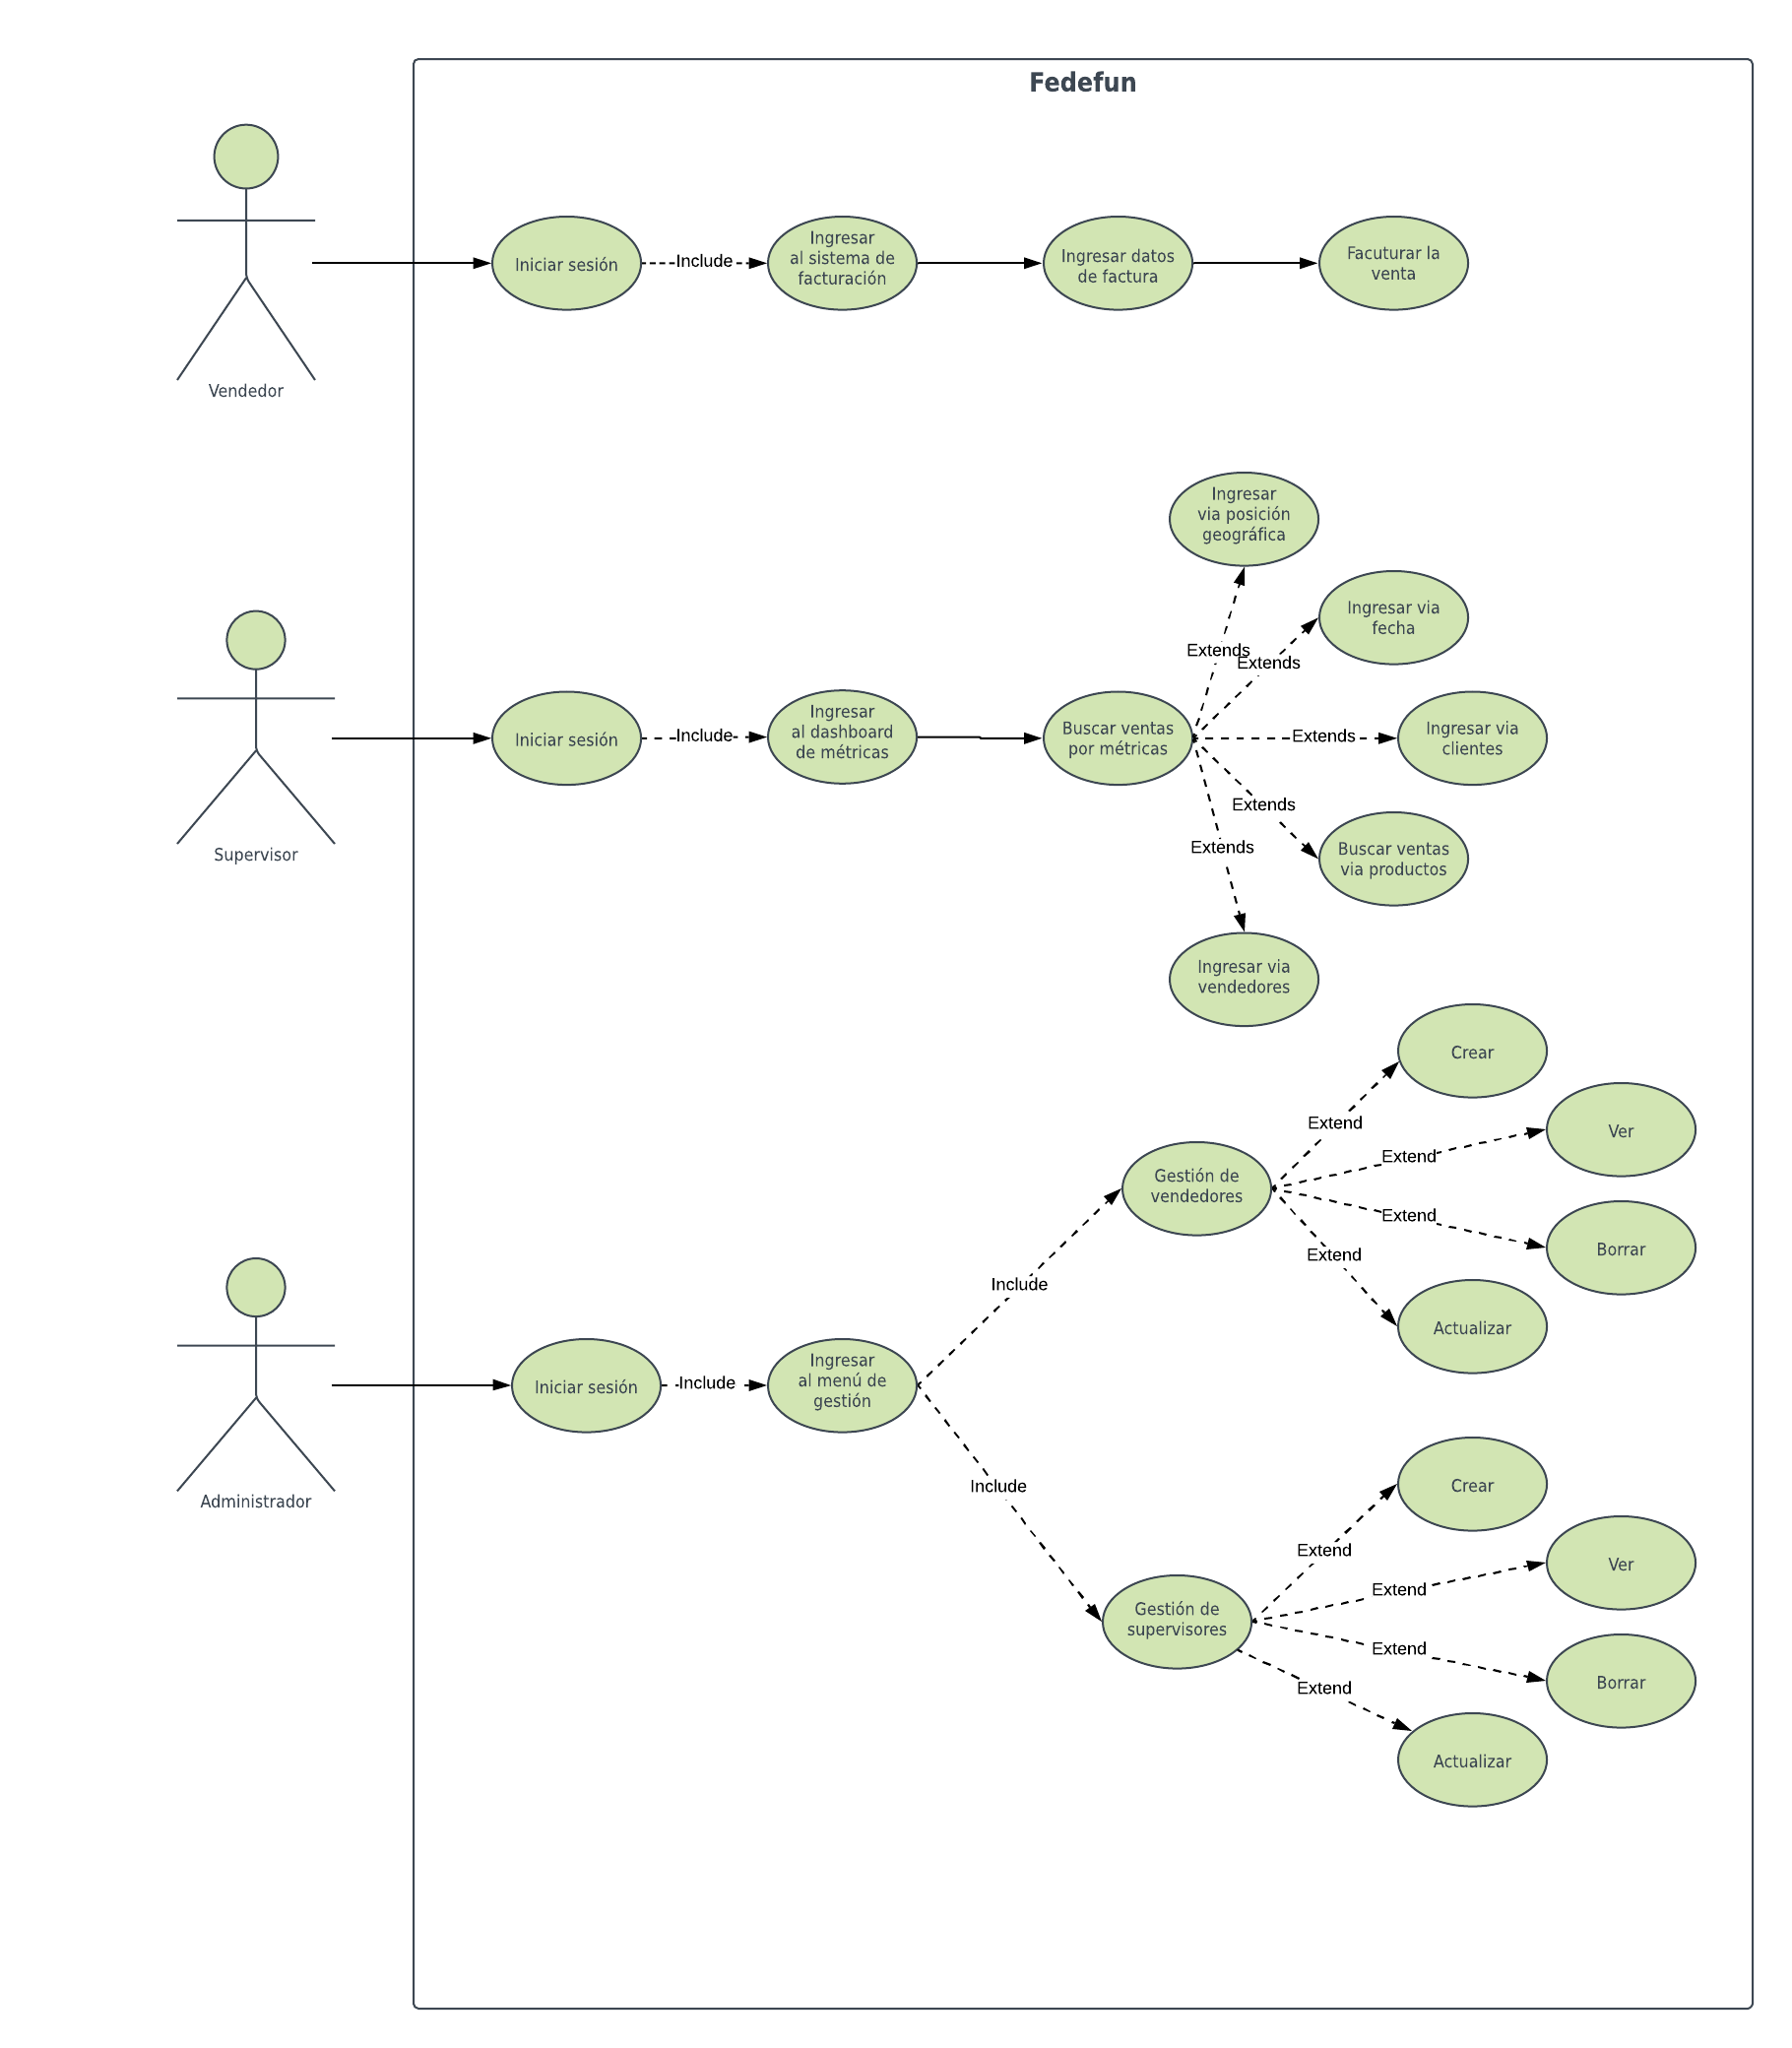 Fedefun
Vendedor
Iniciar sesión
Include
Ingresar
al sistema de
facturación
Ingresar datos
de factura
Facuturar la
venta
Supervisor
Iniciar sesión
Include
Ingresar
al dashboard
de métricas
Buscar ventas
por métricas
Extends
Ingresar
via posición
geográfica
Extends
Ingresar via
fecha
Extends
Ingresar via
clientes
Extends
Buscar ventas
via productos
Extends
Ingresar via
vendedores
Administrador
Iniciar sesión
Include
Ingresar
al menú de
gestión
Include
Gestión de
vendedores
Extend
Crear
Extend
Ver
Extend
Borrar
Extend
Actualizar
Include
Gestión de
supervisores
Extend
Crear
Extend
Ver
Extend
Borrar
Extend
Actualizar